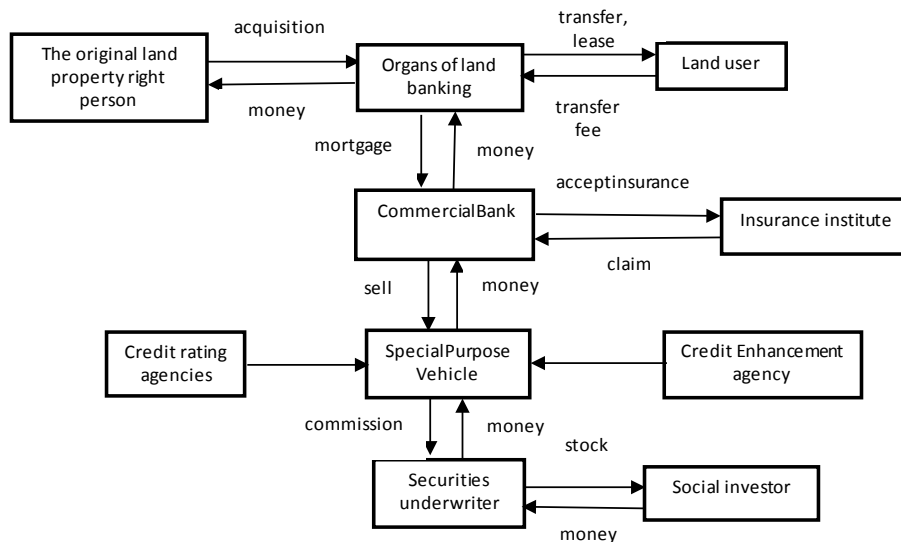 acquisition
transfer,
lease
The original land
property right
person
Organs of land
banking
Land user
money
transfer
fee
mortgage
money
acceptinsurance
CommercialBank
Insurance institute
claim
sell
money
Credit rating
agencies
SpecialPurpose
Vehicle
Credit Enhancement
agency
commission
money
stock
Securities
underwriter
Social investor
money